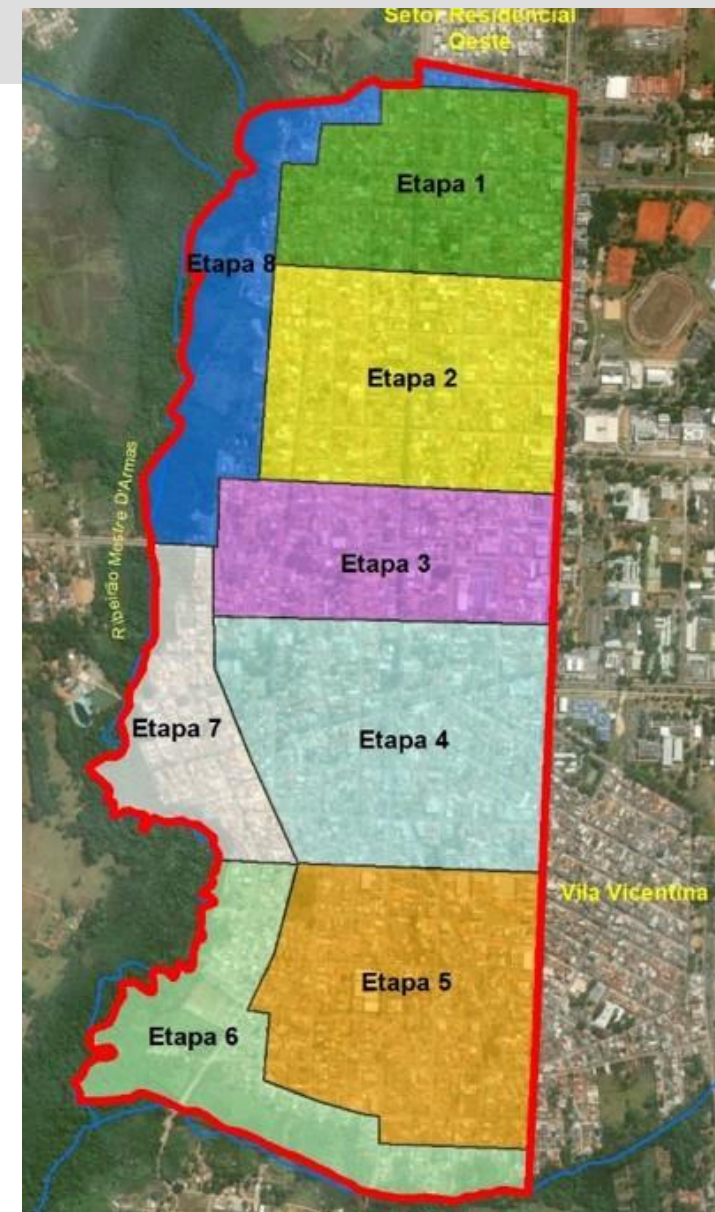 Setor Residencial
Oeste
Etapa 1
Etapa 8
Etapa 2
Ribeirão Mestre D'Armas
Etapa 3
Etapa 7
Etapa 4
Vila Vicentina
Etapa 5
Etapa 6